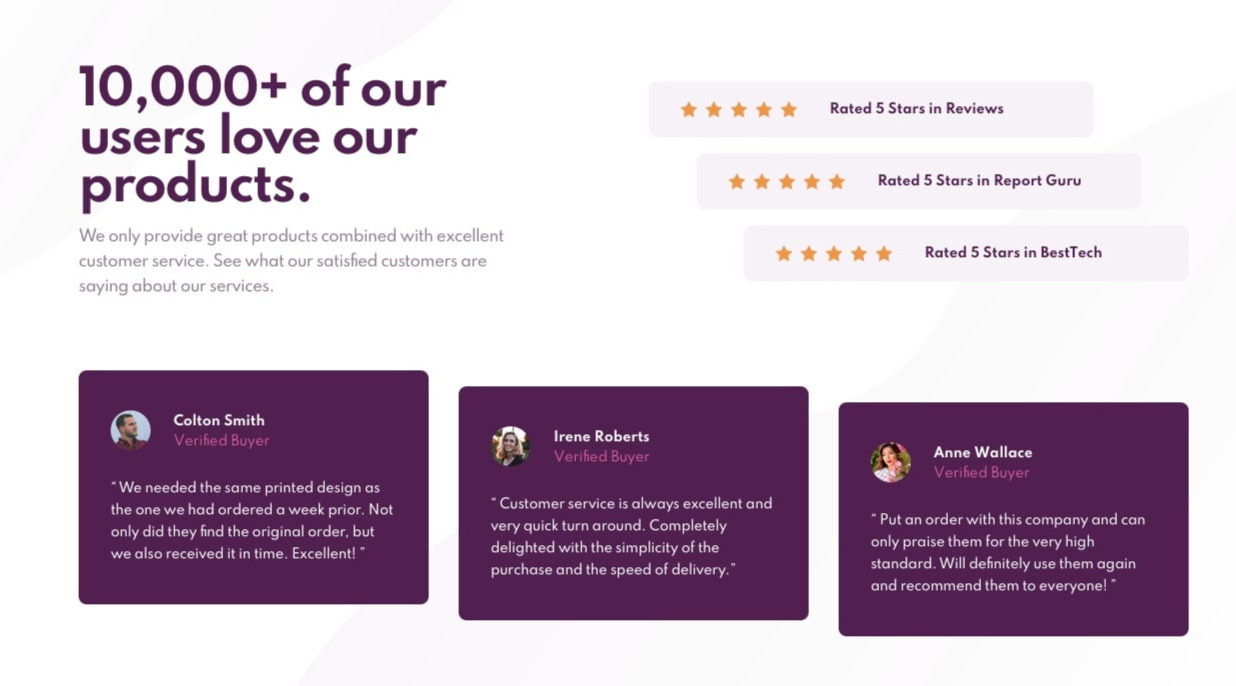 10,000+ of our
users love our
products.
We only provide great products combined with excellent
customer service. See what our satisfied customers are
saying about our services.
Rated 5 Stars in Reviews
Rated 5 Stars in Report Guru
Rated 5 Stars in BestTech
Colton Smith
Verified Buyer
“ We needed the same printed design as
the one we had ordered a week prior. Not
only did they find the original order, but
we also received it in time. Excellent! ”
Irene Roberts
Verified Buyer
“ Customer service is always excellent and
very quick turn around. Completely
delighted with the simplicity of the
purchase and the speed of delivery. ”
Anne Wallace
Verified Buyer
“ Put an order with this company and can
only praise them for the very high
standard. Will definitely use them again
and recommend them to everyone! ”